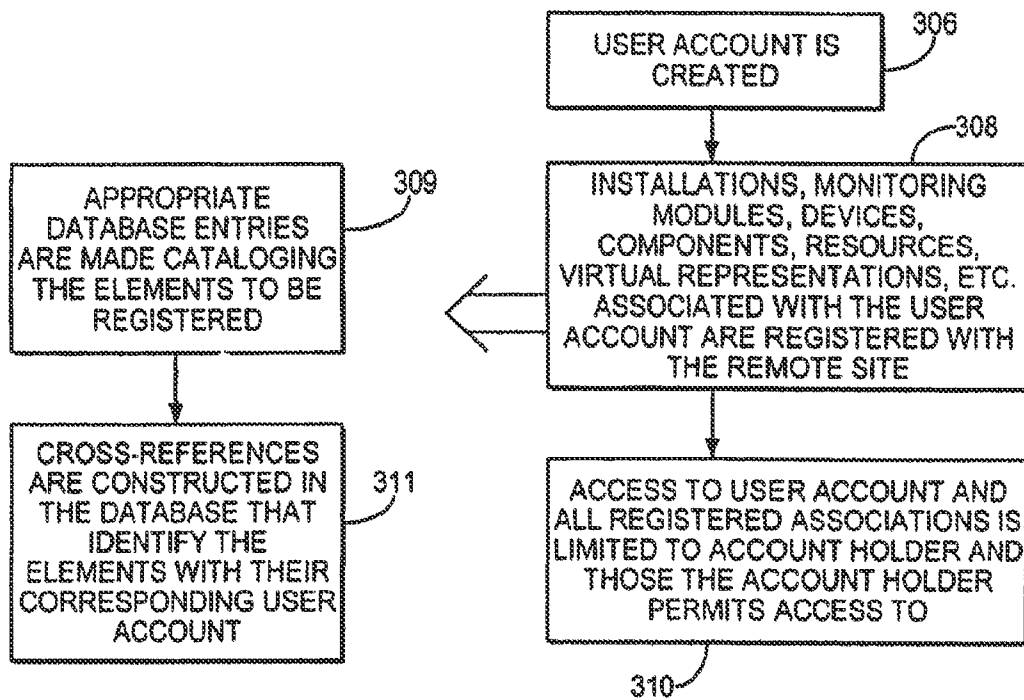 306
USER ACCOUNT IS
CREATED
308
INSTALLATIONS, MONITORING
MODULES, DEVICES,
COMPONENTS, RESOURCES,
VIRTUAL REPRESENTATIONS, ETC.
ASSOCIATED WITH THE USER
ACCOUNT ARE REGISTERED WITH
THE REMOTE SITE
309
APPROPRIATE
DATABASE ENTRIES
ARE MADE CATALOGING
THE ELEMENTS TO BE
REGISTERED
CROSS-REFERENCES
ARE CONSTRUCTED IN
THE DATABASE THAT
IDENTIFY THE
ELEMENTS WITH THEIR
CORRESPONDING USER
ACCOUNT
311
ACCESS TO USER ACCOUNT AND
ALL REGISTERED ASSOCIATIONS IS
LIMITED TO ACCOUNT HOLDER AND
THOSE THE ACCOUNT HOLDER
PERMITS ACCESS TO
310